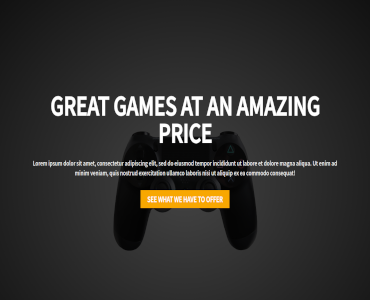 GREAT GAMES AT AN AMAZING
PRICE
Lorem ipsum dolor sit amet, consectetur adipiscing elit, sed do eiusmod tempor incididunt ut labore et dolore magna aliqua. Ut enim ad
minim veniam, quis nostrud exercitation ullamco laboris nisi ut aliquip ex ea commodo consequat!
SEE WHAT WE HAVE TO OFFER